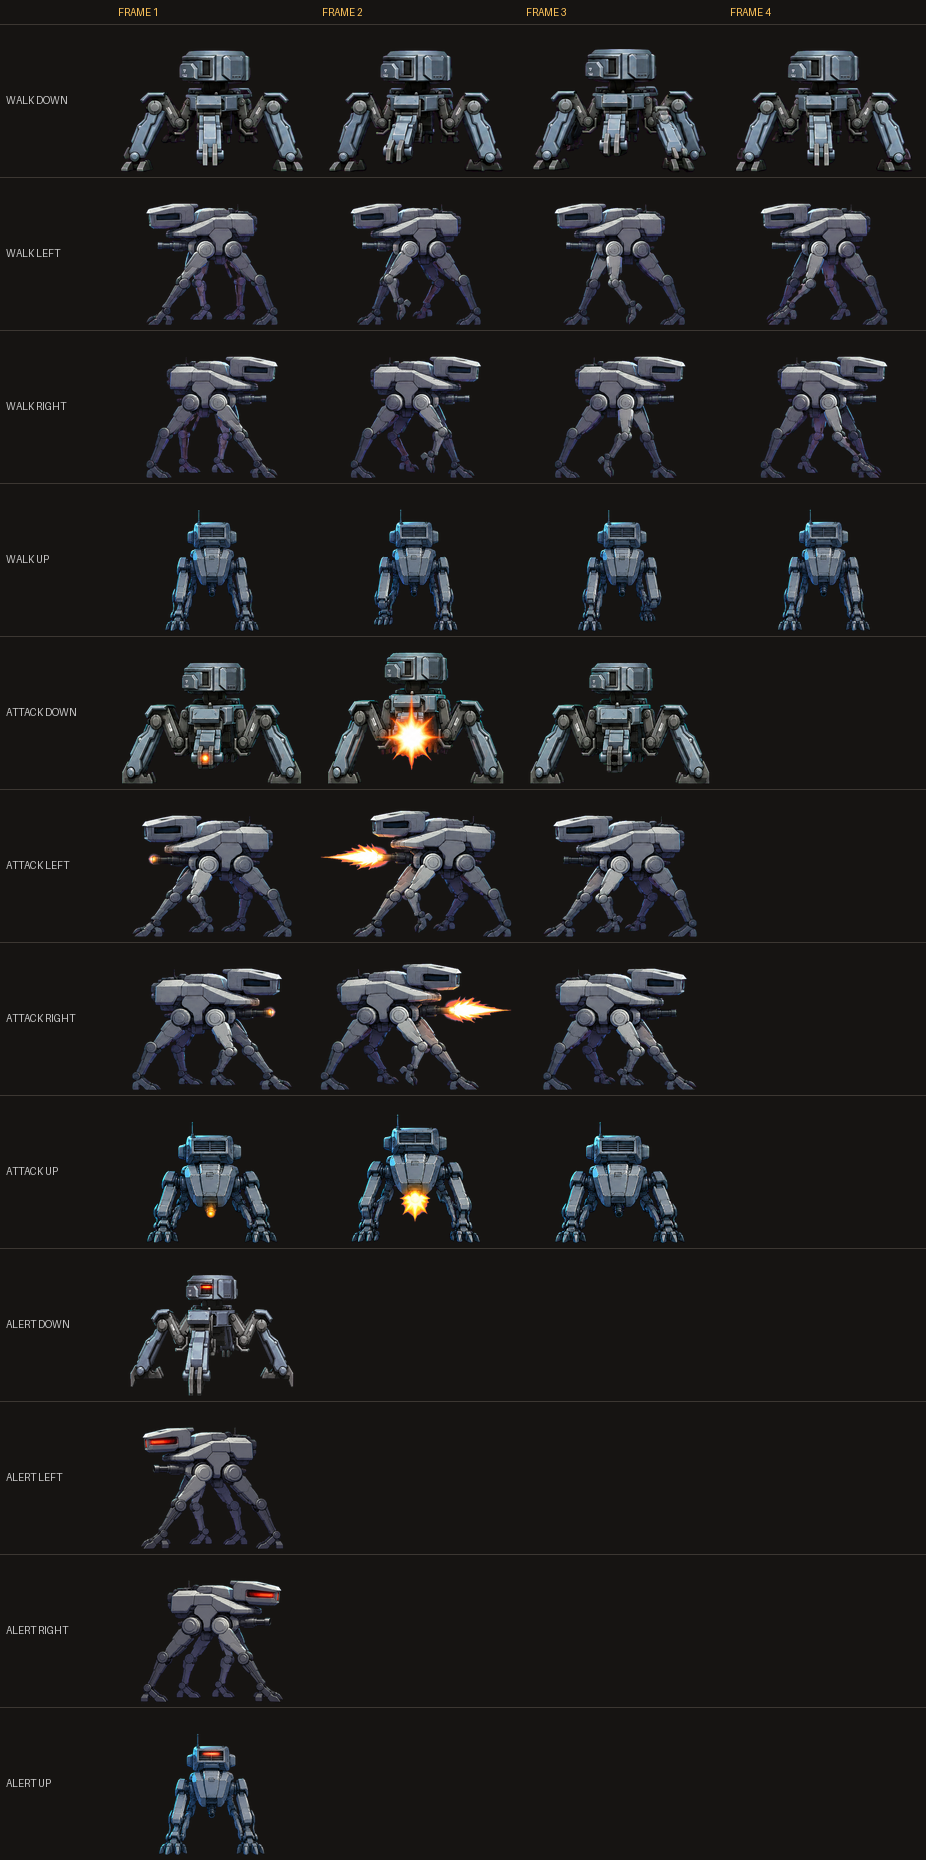 FRAME 1 FRAME 2 FRAME 3 FRAME 4
WALK DOWN
WALK LEFT
WALK RIGHT
WALK UP
ATTACK DOWN
ATTACK LEFT
ATTACK RIGHT
ATTACK UP
ALERT DOWN
ALERT LEFT
ALERT RIGHT
ALERT UP